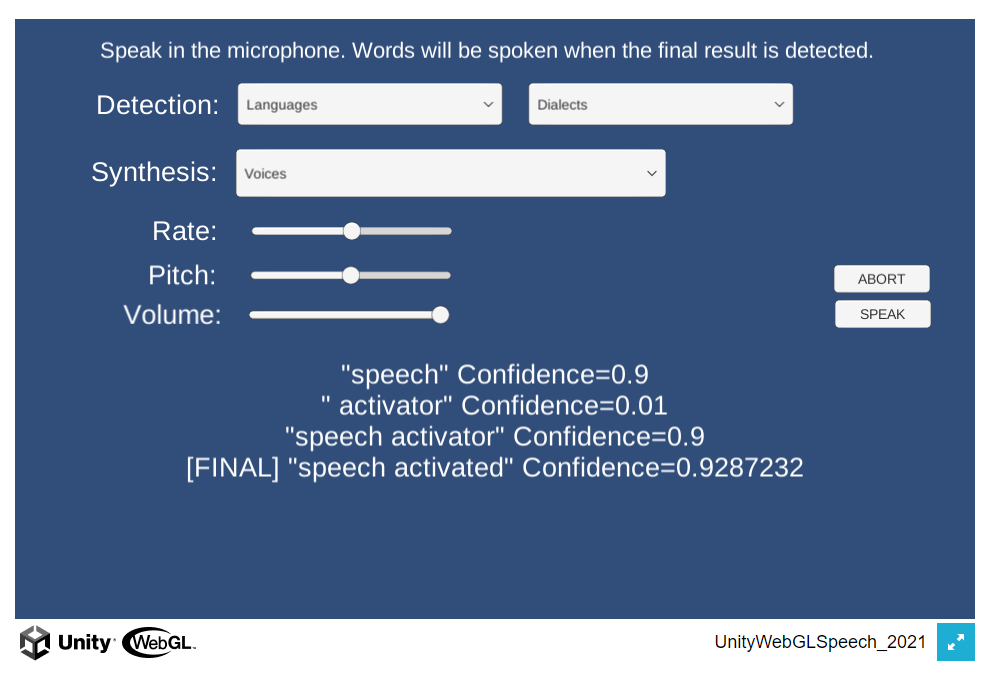 Speak in the microphone. Words will be spoken when the final result is detected.
Detection: Languages Dialects
Synthesis: Voices
Rate:
Pitch:
ABORT
Volume:
SPEAK
"speech" Confidence=0.9
" activator" Confidence=0.01
"speech activator" Confidence=0.9
[FINAL] "speech activated" Confidence=0.9287232
Unity WebGL UnityWebGLSpeech_2021